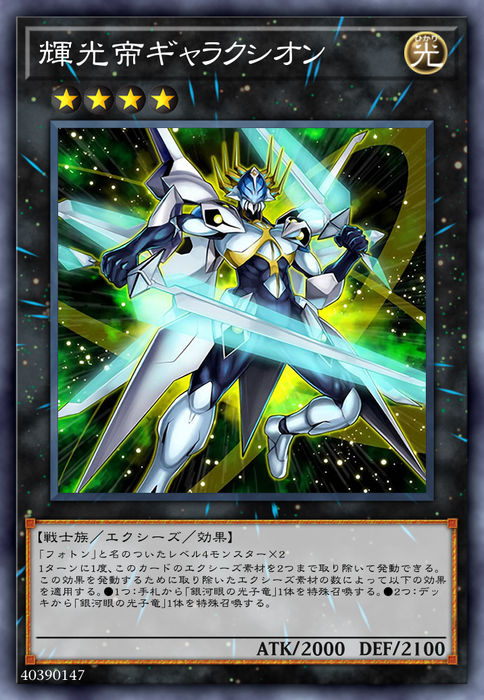 輝光帝ギャラクシオン
ひかり
光
【戦士族／エクシーズ／効果】
「フォトン」と名のついたレベル4モンスター×2
1ターンに1度、このカードのエクシーズ素材を2つまで取り除いて発動できる。
この効果を発動するために取り除いたエクシーズ素材の数によって以下の効果
を適用する。●1つ：手札から「銀河眼の光子竜」1体を特殊召喚する。●2つ：デッ
キから「銀河眼の光子竜」1体を特殊召喚する。
ATK/2000 DEF/2100
40390147